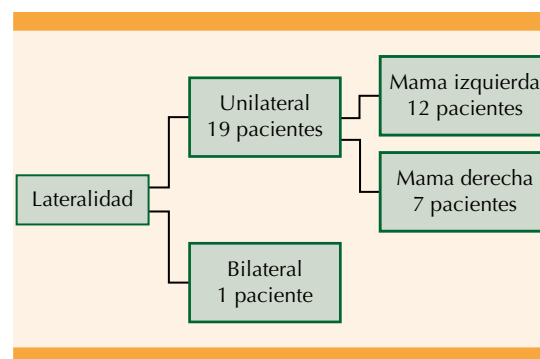 Lateralidad
Unilateral
19 pacientes
Mama izquierda
12 pacientes
Mama derecha
7 pacientes
Bilateral
1 paciente